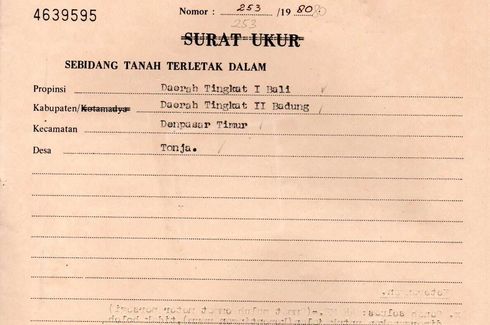 4639595
Nomor : 253 /19 80
253
SURAT UKUR
SEBIDANG TANAH TERLETAK DALAM
Propinsi Daerah Tingkat I Bali
Kabupaten/Kotamadya Daerah Tingkat II Badung
Kecamatan Denpasar Timur
Desa Tonja.